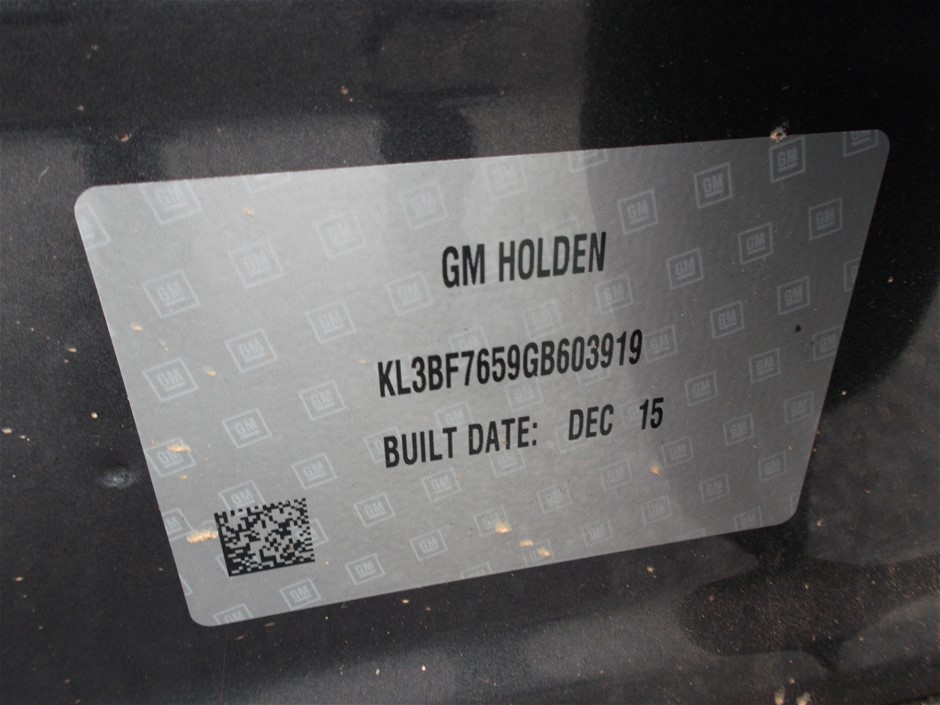 GM HOLDEN
KL3BF7659GB603919
BUILT DATE: DEC 15